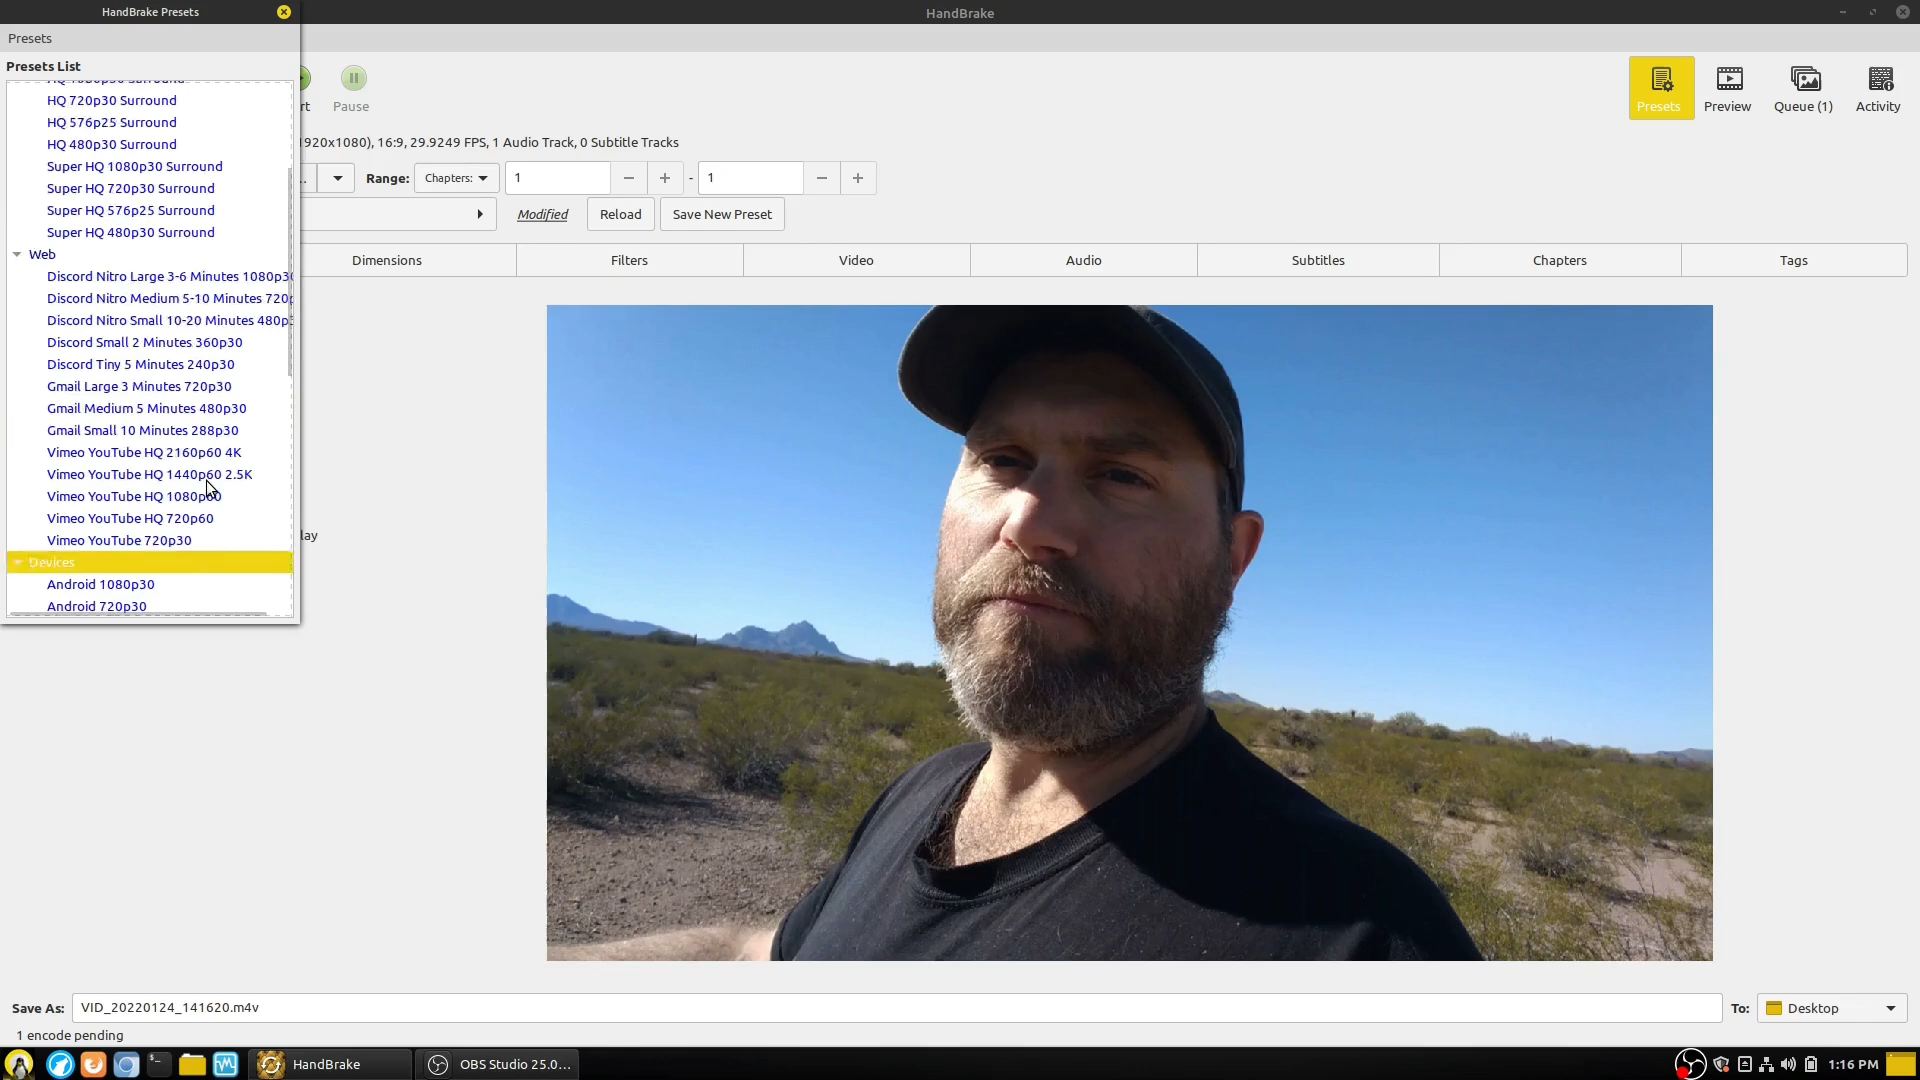 HandBrake Presets
HandBrake
Presets
Presets List
HQ 1080p30 Surround
HQ 720p30 Surround
HQ 576p25 Surround
HQ 480p30 Surround
Super HQ 1080p30 Surround
Super HQ 720p30 Surround
Super HQ 576p25 Surround
Super HQ 480p30 Surround
Web
Discord Nitro Large 3-6 Minutes 1080p30
Discord Nitro Medium 5-10 Minutes 720p
Discord Nitro Small 10-20 Minutes 480p3
Discord Small 2 Minutes 360p30
Discord Tiny 5 Minutes 240p30
Gmail Large 3 Minutes 720p30
Gmail Medium 5 Minutes 480p30
Gmail Small 10 Minutes 288p30
Vimeo YouTube HQ 2160p60 4K
Vimeo YouTube HQ 1440p60 2.5K
Vimeo YouTube HQ 1080p60
Vimeo YouTube HQ 720p60
Vimeo YouTube 720p30
Devices
Android 1080p30
Android 720p30
rt
Pause
Presets
Preview
Queue (1)
Activity
1920x1080), 16:9, 29.9249 FPS, 1 Audio Track, 0 Subtitle Tracks
... Range: Chapters: 1 - 1
Modified Reload Save New Preset
Dimensions Filters Video Audio Subtitles Chapters Tags
lay
Save As: VID_20220124_141620.m4v To: Desktop
1 encode pending
HandBrake OBS Studio 25.0... 1:16 PM